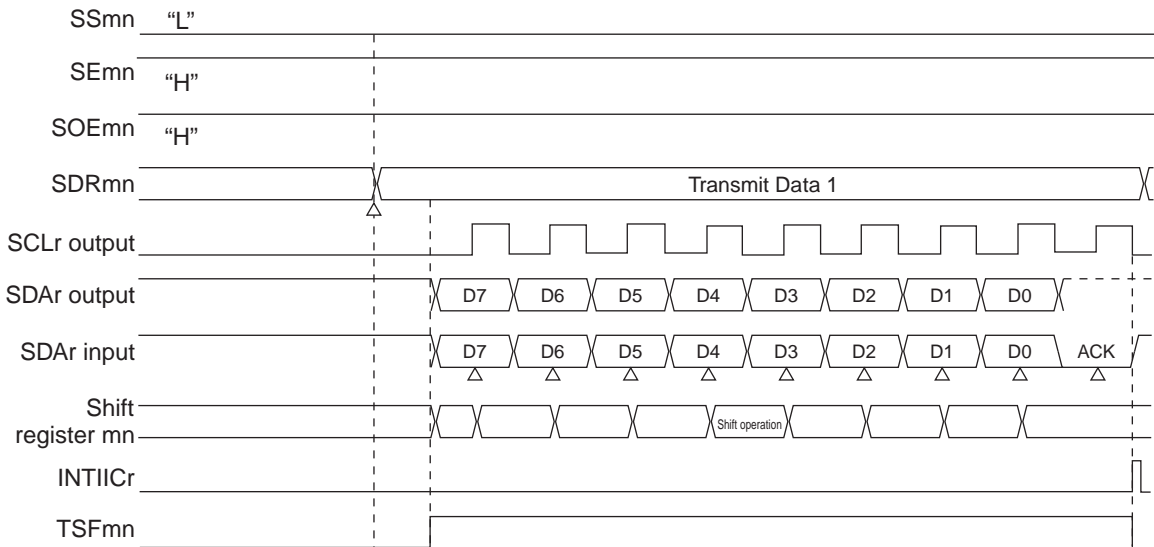 SSmn “L”
SEmn “H”
SOEmn “H”
SDRmn Transmit Data 1
SCLr output
SDAr output D7 D6 D5 D4 D3 D2 D1 D0
SDAr input D7 D6 D5 D4 D3 D2 D1 D0 ACK
Shift
register mn Shift operation
INTIICr
TSFmn